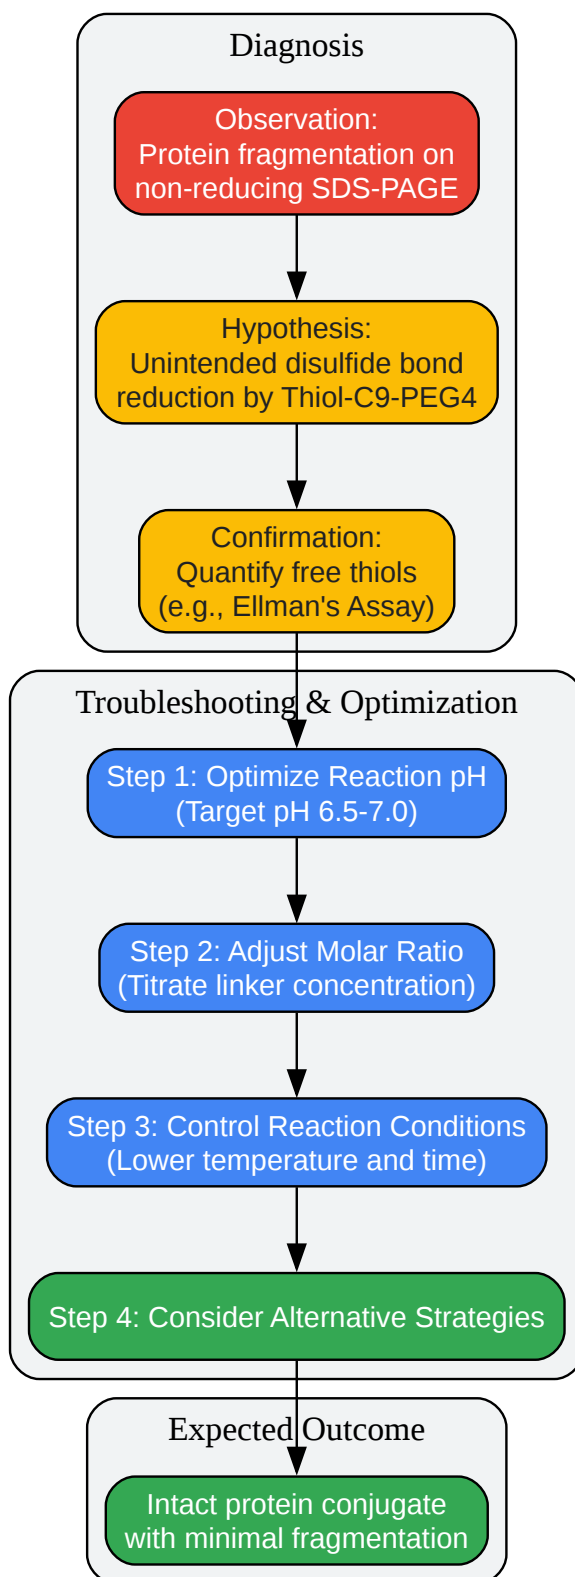 Diagnosis
Observation:
Protein fragmentation on
non-reducing SDS-PAGE
Hypothesis:
Unintended disulfide bond
reduction by Thiol-C9-PEG4
Confirmation:
Quantify free thiols
(e.g., Ellman's Assay)
Troubleshooting & Optimization
Step 1: Optimize Reaction pH
(Target pH 6.5-7.0)
Step 2: Adjust Molar Ratio
(Titrate linker concentration)
Step 3: Control Reaction Conditions
(Lower temperature and time)
Step 4: Consider Alternative Strategies
Expected Outcome
Intact protein conjugate
with minimal fragmentation